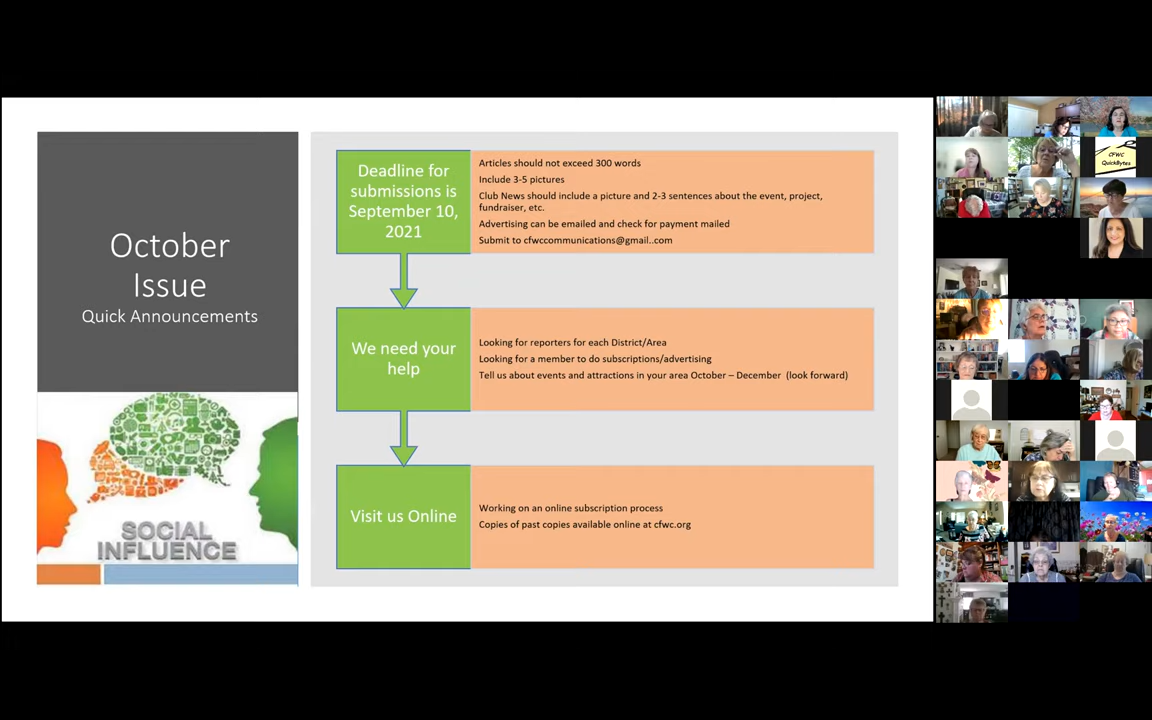 October
Issue
Quick Announcements
SOCIAL
INFLUENCE
Deadline for
submissions is
September 10,
2021
Articles should not exceed 300 words
Include 3-5 pictures
Club News should include a picture and 2-3 sentences about the event, project,
fundraiser, etc.
Advertising can be emailed and check for payment mailed
Submit to cfwccommunications@gmail..com
We need your
help
Looking for reporters for each District/Area
Looking for a member to do subscriptions/advertising
Tell us about events and attractions in your area October – December (look forward)
Visit us Online
Working on an online subscription process
Copies of past copies available online at cfwc.org
CFWC
QuickBytes